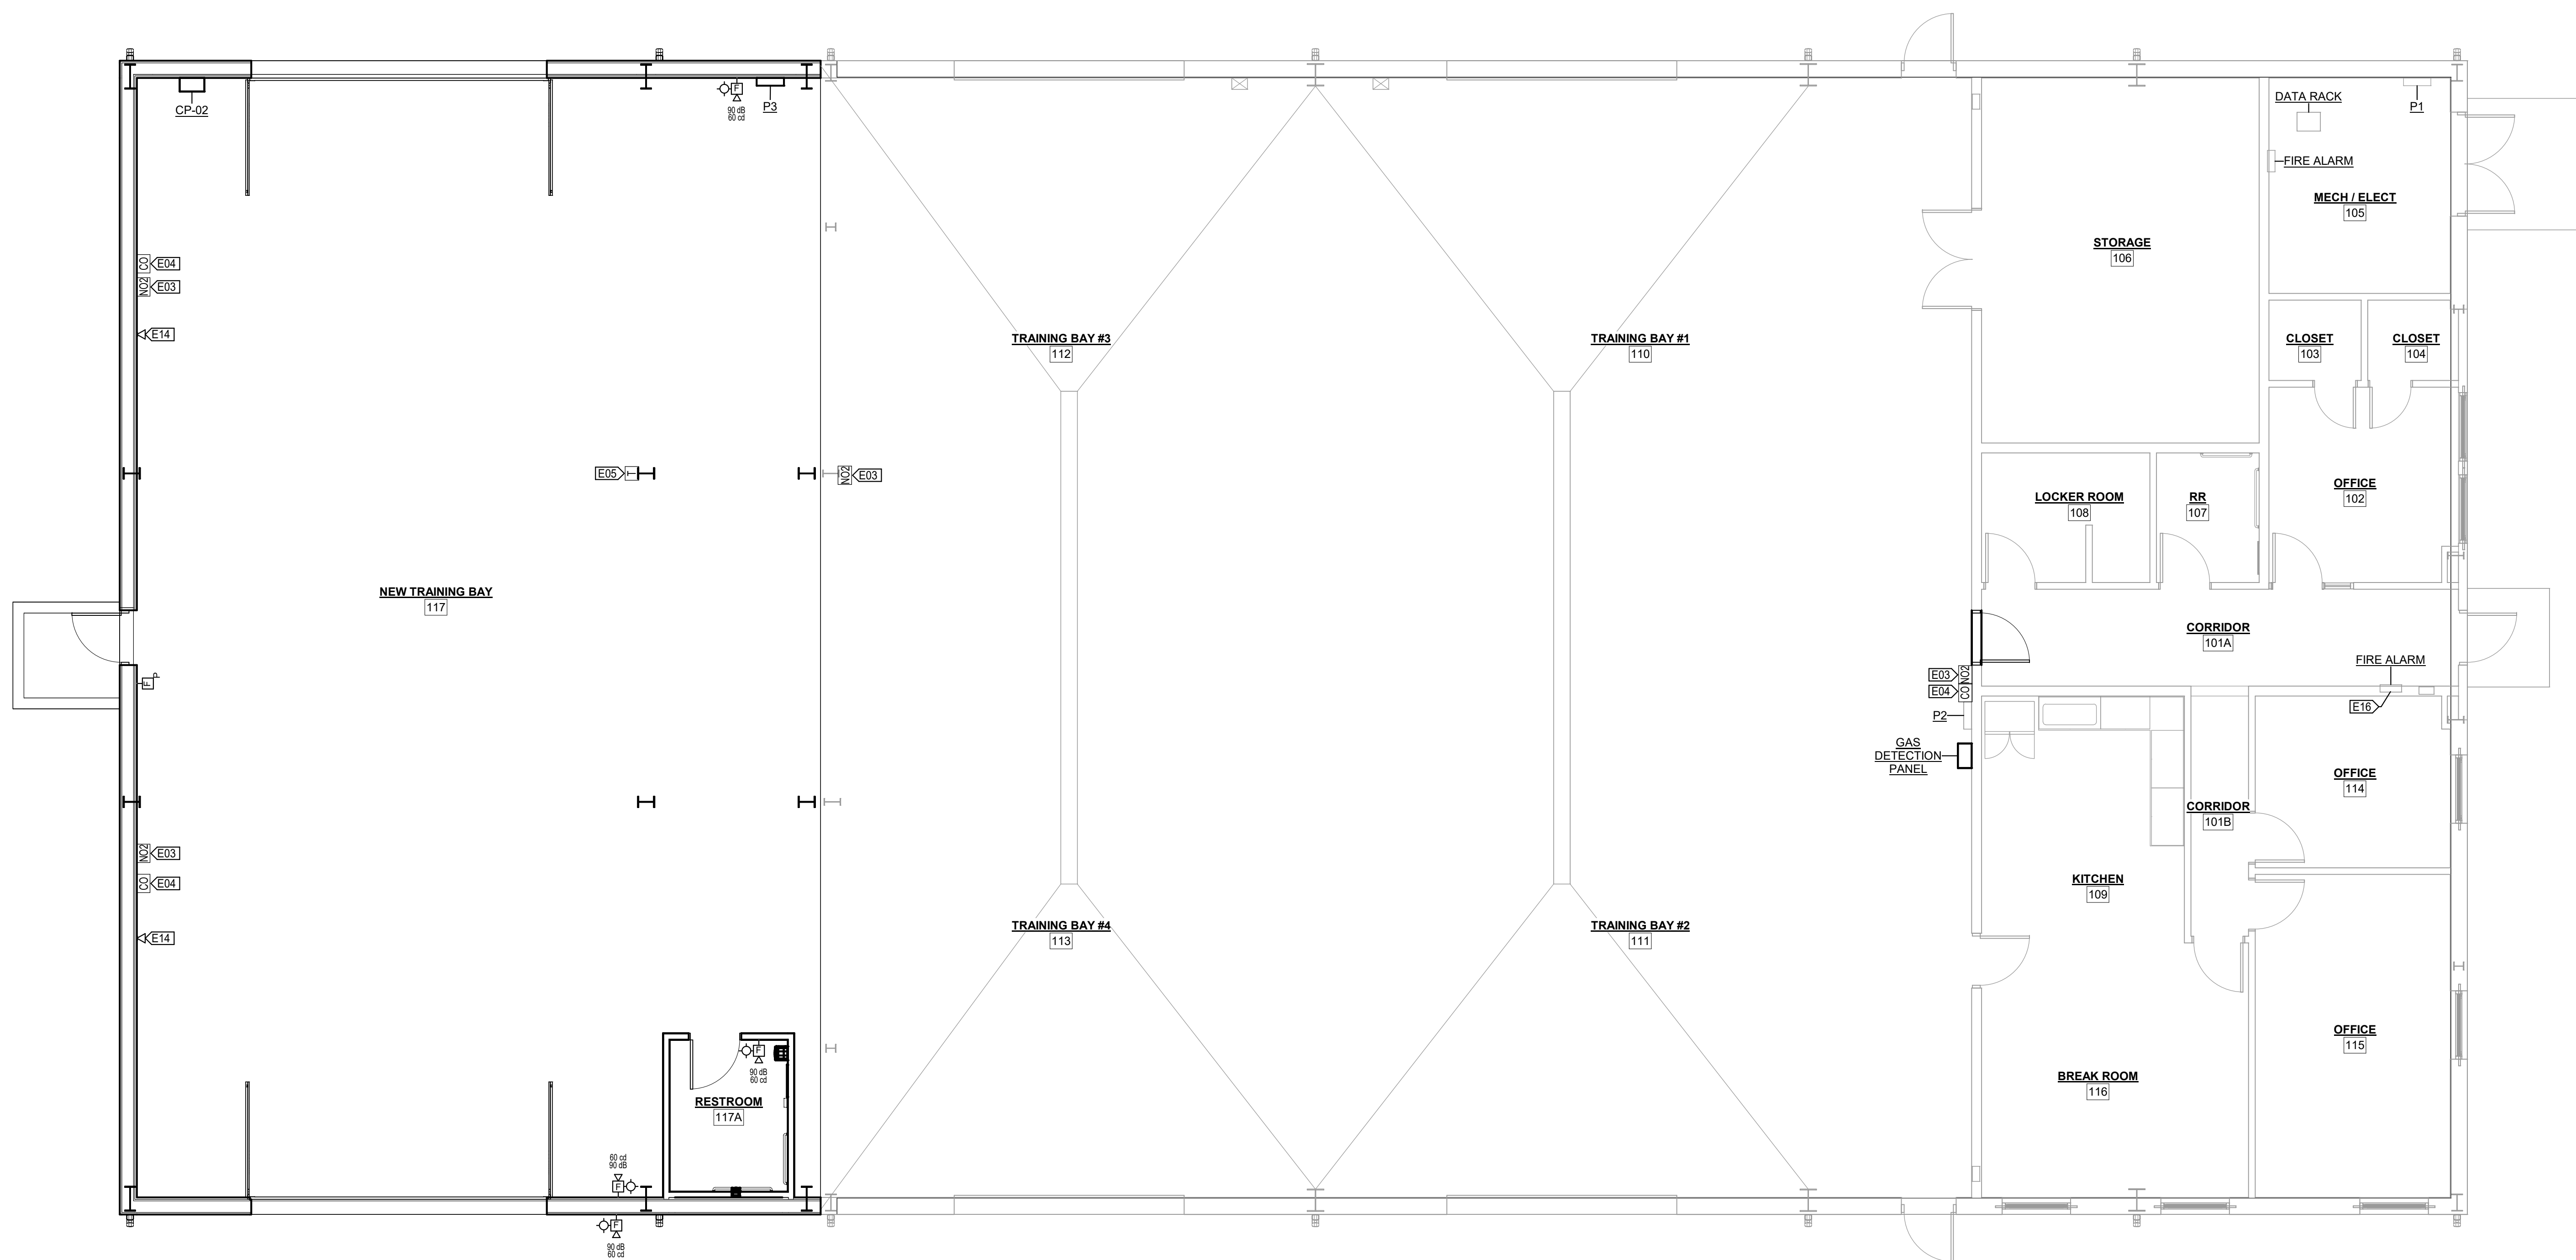 CP-02
F
90 dB
60 cd
P3
DATA RACK
P1
FIRE ALARM
MECH / ELECT
105
STORAGE
106
CO
E04
NO2
E03
E14
TRAINING BAY #3
112
TRAINING BAY #1
110
CLOSET
103
CLOSET
104
E05
T
NO2
E03
LOCKER ROOM
108
RR
107
OFFICE
102
NEW TRAINING BAY
117
CORRIDOR
101A
F
P
E03
NO2
E04
CO
P2
FIRE ALARM
E16
GAS
DETECTION
PANEL
OFFICE
114
CORRIDOR
101B
NO2
E03
CO
E04
KITCHEN
109
E14
TRAINING BAY #4
113
TRAINING BAY #2
111
OFFICE
115
F
90 dB
60 cd
BREAK ROOM
116
RESTROOM
117A
60 cd
90 dB
F
F
90 dB
60 cd